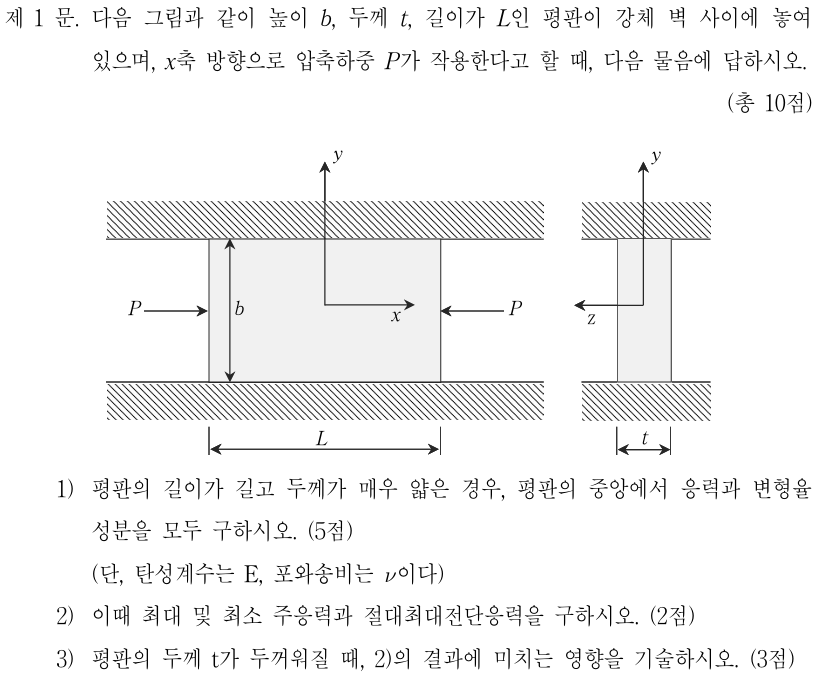 제 1 문. 다음 그림과 같이 높이 b, 두께 t, 길이가 L인 평판이 강체 벽 사이에 놓여
있으며, x축 방향으로 압축하중 P가 작용한다고 할 때, 다음 물음에 답하시오.
(총 10점)
y
y
P
b
x
P
z
L
t
1) 평판의 길이가 길고 두께가 매우 얇은 경우, 평판의 중앙에서 응력과 변형율
성분을 모두 구하시오. (5점)
(단, 탄성계수는 E, 포와송비는 ν이다)
2) 이때 최대 및 최소 주응력과 절대최대전단응력을 구하시오. (2점)
3) 평판의 두께 t가 두꺼워질 때, 2)의 결과에 미치는 영향을 기술하시오. (3점)